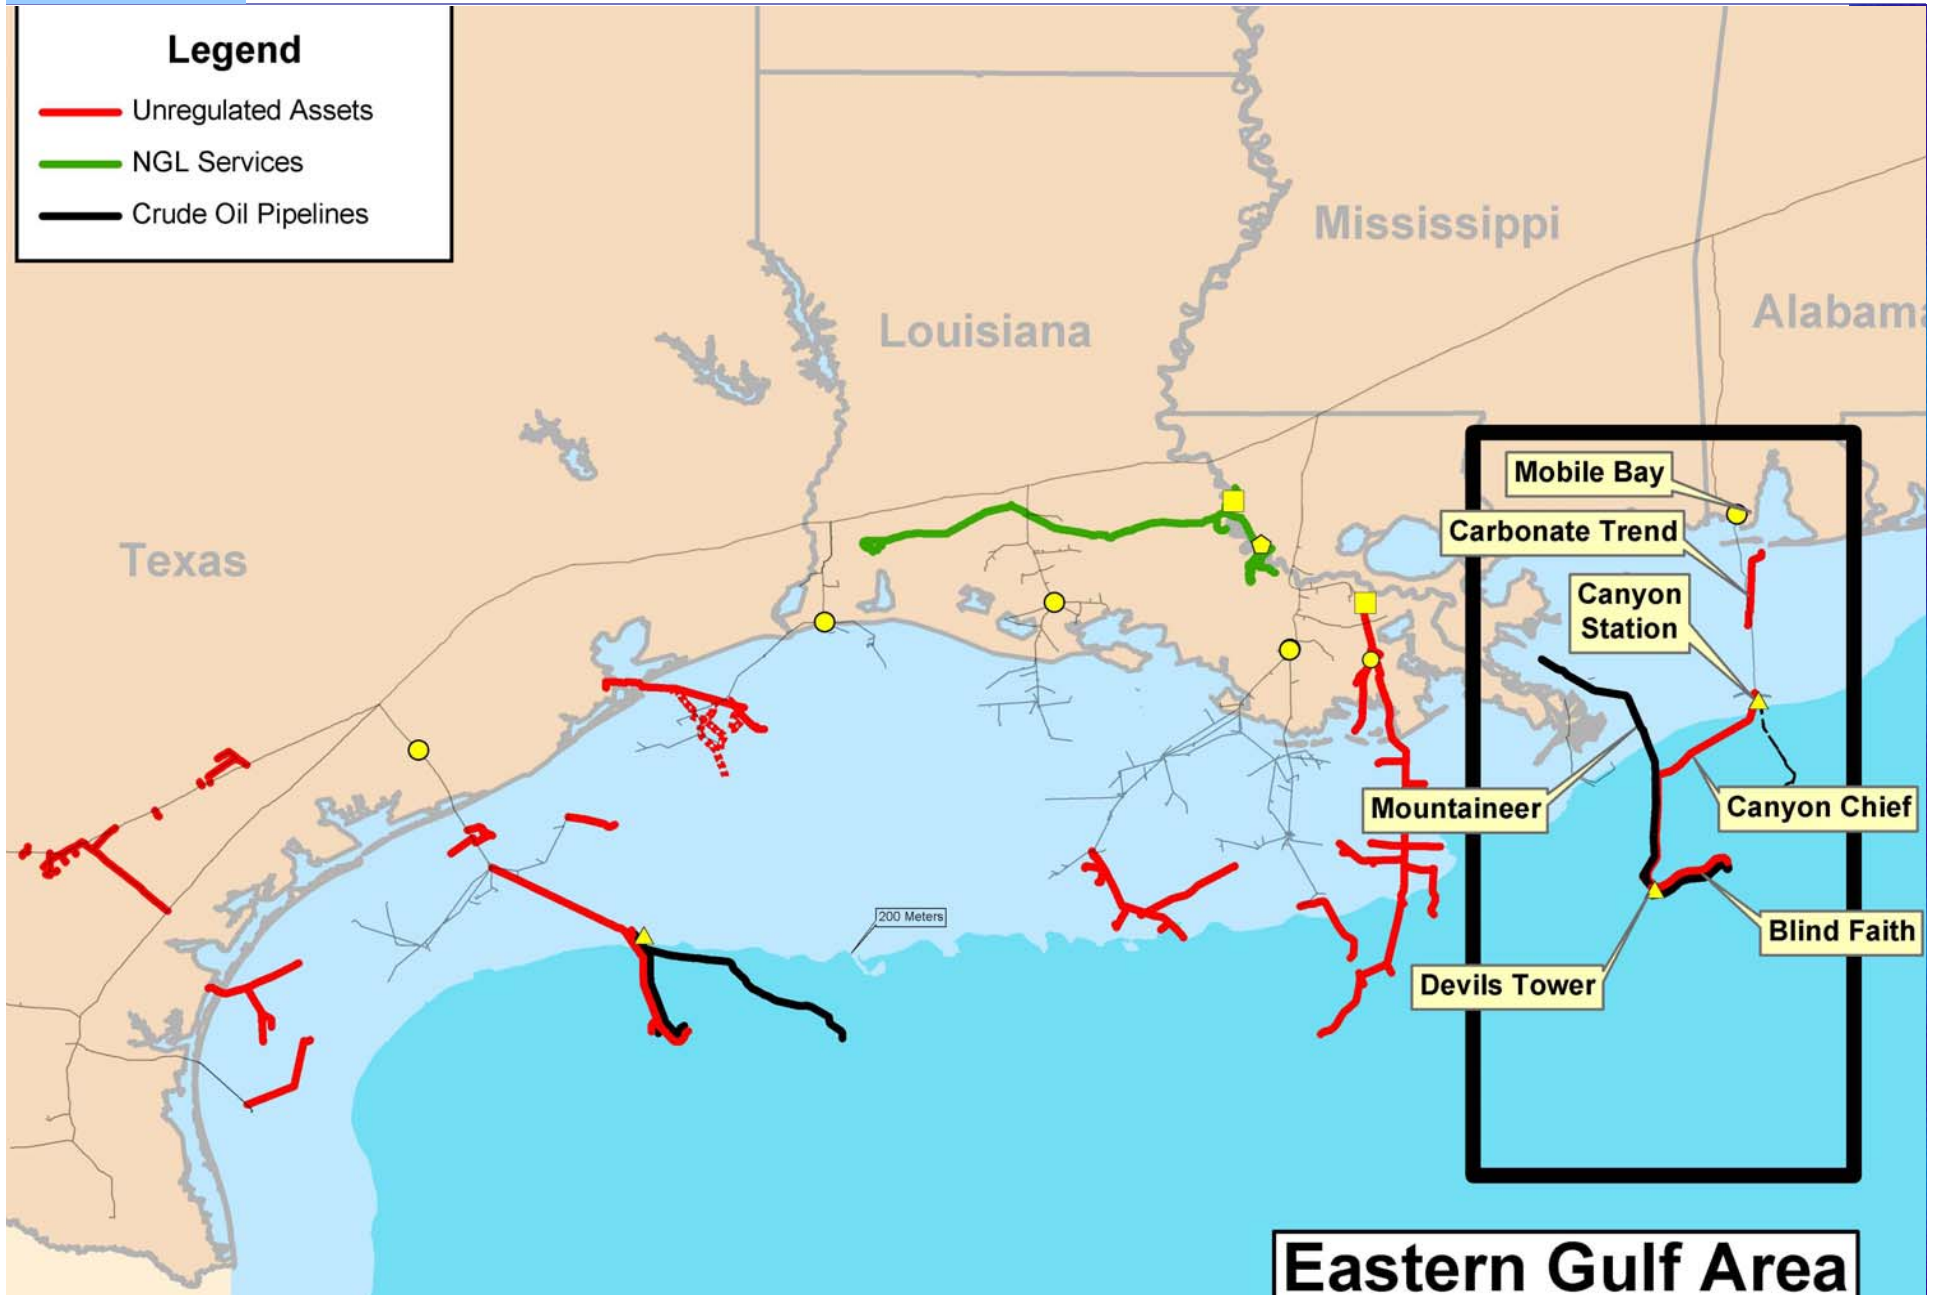 Legend
Unregulated Assets
NGL Services
Crude Oil Pipelines
Mississippi
Alabama
Louisiana
Texas
Mobile Bay
Carbonate Trend
Canyon
Station
Mountaineer
Canyon Chief
200 Meters
Blind Faith
Devils Tower
Eastern Gulf Area